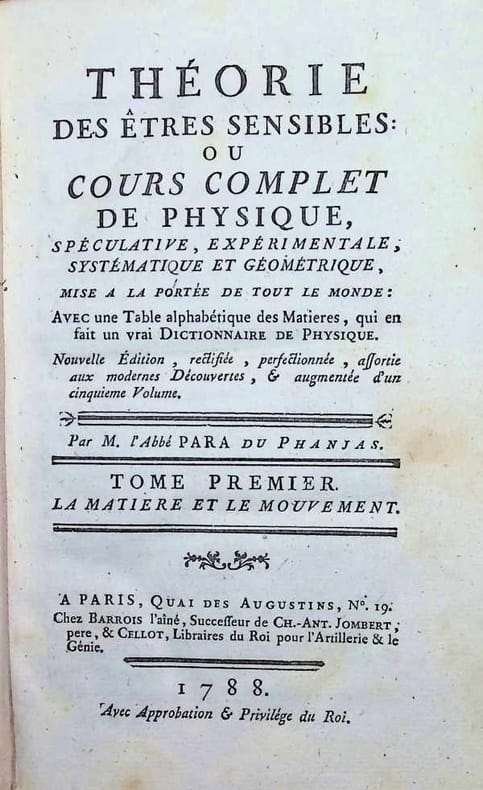 THÉORIE
DES ÊTRES SENSIBLES:
OU
COURS COMPLET
DE PHYSIQUE,
SPÉCULATIVE, EXPÉRIMENTALE,
SYSTÉMATIQUE ET GÉOMÉTRIQUE,
MISE A LA PORTÉE DE TOUT LE MONDE:
AVEC une Table alphabétique des Matieres, qui en
fait un vrai DICTIONNAIRE DE PHYSIQUE.
Nouvelle Édition, rectifiée, perfectionnée, aſſortie
aux modernes Découvertes, & augmentée d'un
cinquieme Volume.
Par M. l'Abbé PARA DU PHANJAS.
TOME PREMIER.
LA MATIERE ET LE MOUVEMENT.
A PARIS, QUAI DES AUGUSTINS, Nº. 19.
Chez BARROIS l'aîné, Succeſſeur de CH.-ANT. JOMBERT,
pere, & CELLOT, Libraires du Roi pour l'Artillerie & le
Génie.
1788.
Avec Approbation & Privilége du Roi.